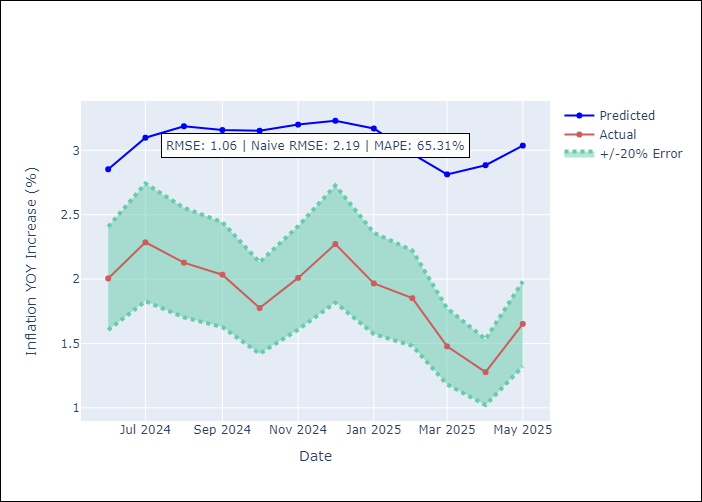 Predicted
Actual
+/-20% Error
RMSE: 1.06 | Naive RMSE: 2.19 | MAPE: 65.31%
3
2.5
2
1.5
1
Inflation YOY Increase (%)
Jul 2024 Sep 2024 Nov 2024 Jan 2025 Mar 2025 May 2025
Date